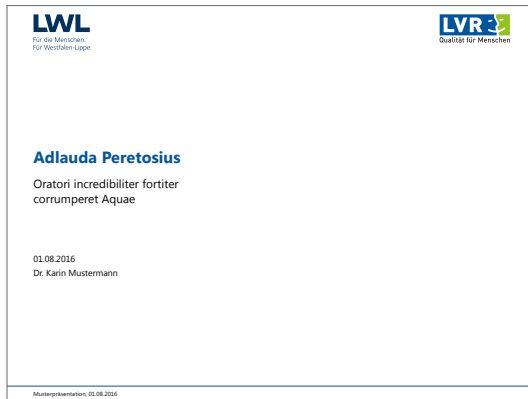 LWL
Für die Menschen.
Für Westfalen-Lippe.
LVR
Qualität für Menschen
Adlauda Peretosius
Oratori incredibiliter fortiter
corrumperet Aquae
01.08.2016
Dr. Karin Mustermann
Musterpräsentation, 01.08.2016